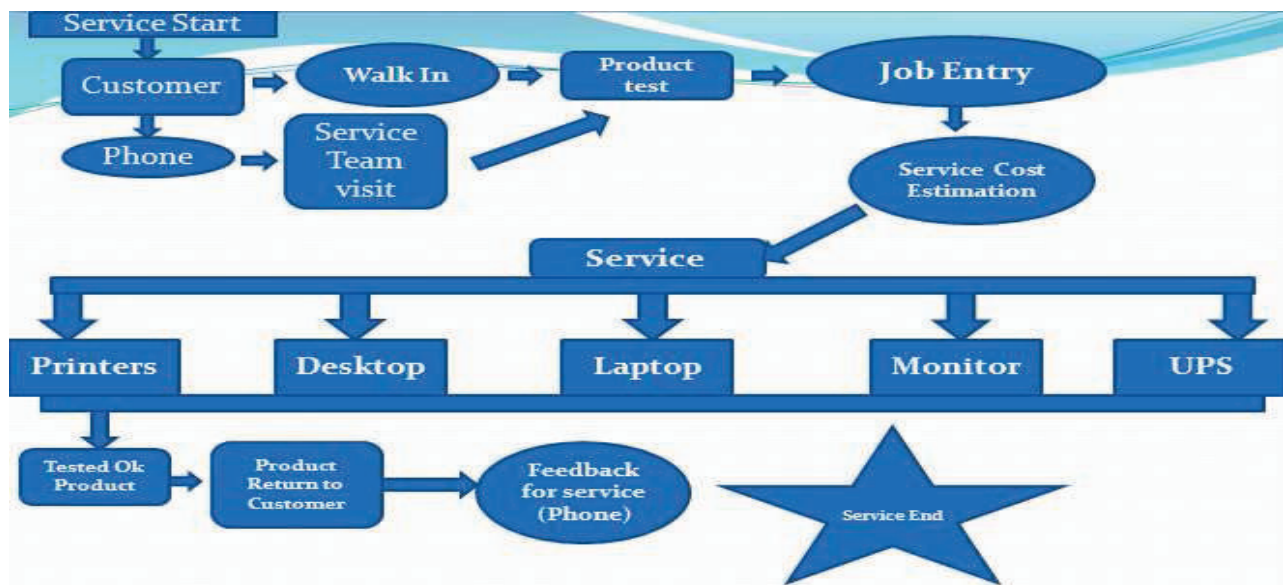 Service Start
Customer
Walk In
Product
test
Job Entry
Phone
Service
Team
visit
Service Cost
Estimation
Service
Printers
Desktop
Laptop
Monitor
UPS
Tested Ok
Product
Product
Return to
Customer
Feedback
for service
(Phone)
Service End